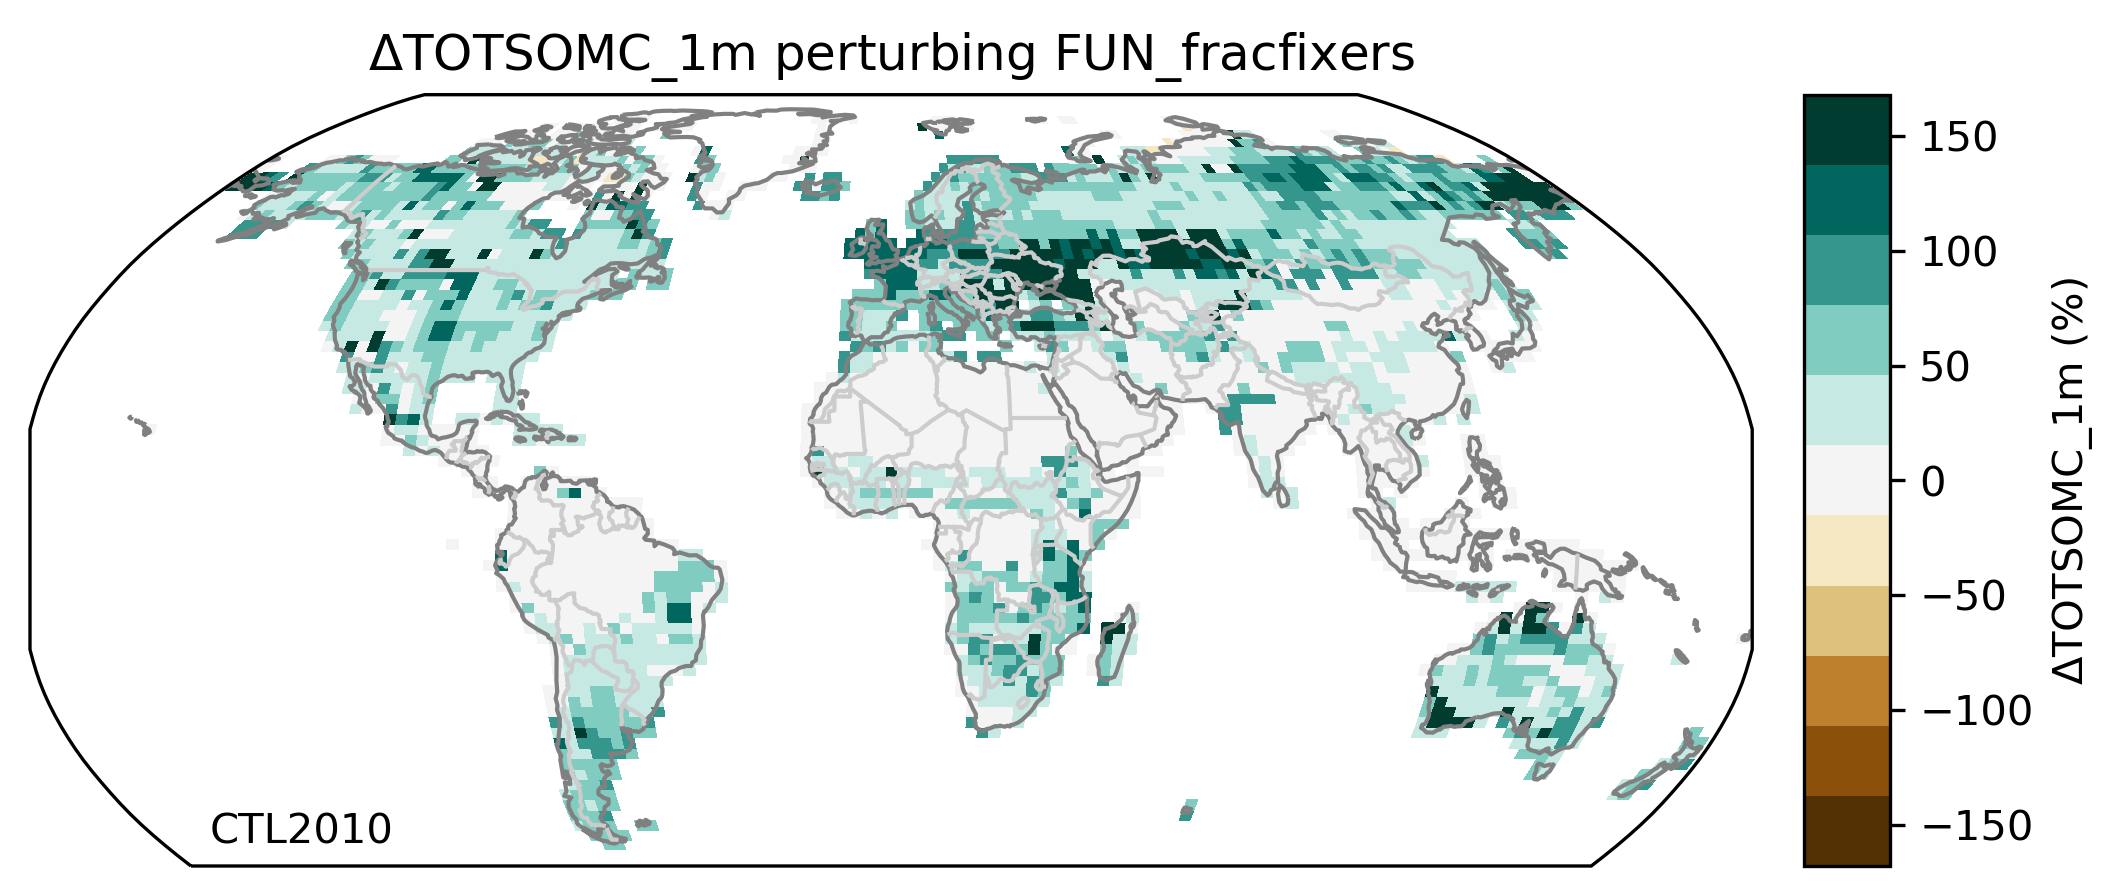 ΔTOTSOMC_1m perturbing FUN_fracfixers
150
100
50
0
−50
−100
−150
ΔTOTSOMC_1m (%)
CTL2010